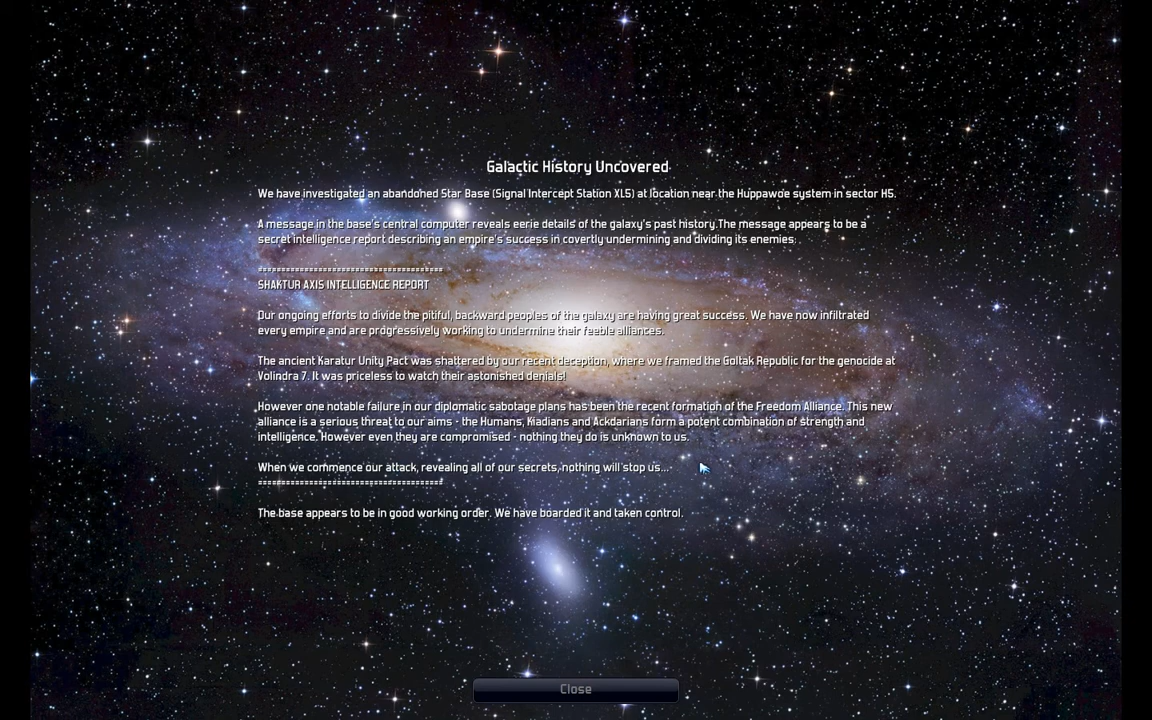 Galactic History Uncovered
We have investigated an abandoned Star Base (Signal Intercept Station XL5) at location near the Huppawoe system in sector H5.
A message in the base's central computer reveals eerie details of the galaxy's past history.The message appears to be a
secret intelligence report describing an empire's success in covertly undermining and dividing its enemies:
========================================
SHAKTUR AXIS INTELLIGENCE REPORT
Our ongoing efforts to divide the pitiful, backward peoples of the galaxy are having great success. We have now infiltrated
every empire and are progressively working to undermine their feeble alliances.
The ancient Karatur Unity Pact was shattered by our recent deception, where we framed the Goltak Republic for the genocide at
Volindra 7. It was priceless to watch their astonished denials!
However one notable failure in our diplomatic sabotage plans has been the recent formation of the Freedom Alliance. This new
alliance is a serious threat to our aims - the Humans, Kiadians and Ackdarians form a potent combination of strength and
intelligence. However even they are compromised - nothing they do is unknown to us.
When we commence our attack, revealing all of our secrets, nothing will stop us...
========================================
The base appears to be in good working order. We have boarded it and taken control.
Close